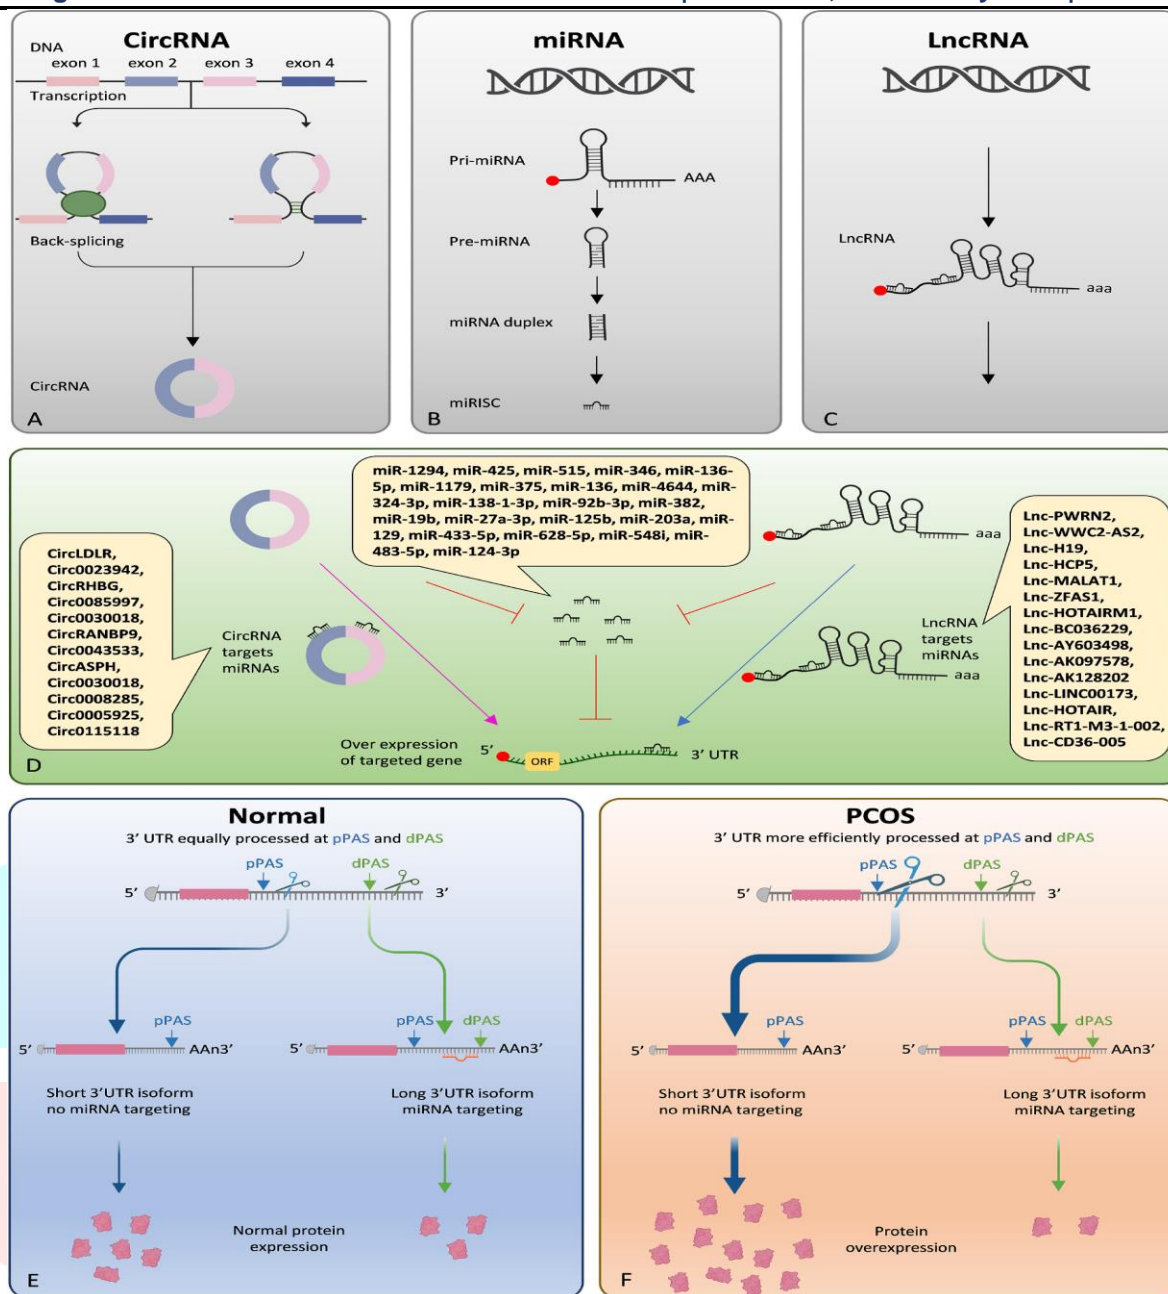 CircRNA
DNA
exon 1 exon 2 exon 3 exon 4
Transcription
Back-splicing
CircRNA
A
miRNA
Pri-miRNA
AAA
Pre-miRNA
miRNA duplex
miRISC
B
LncRNA
LncRNA
aaa
C
miR-1294, miR-425, miR-515, miR-346, miR-136-
5p, miR-1179, miR-375, miR-136, miR-4644, miR-
324-3p, miR-138-1-3p, miR-92b-3p, miR-382,
miR-19b, miR-27a-3p, miR-125b, miR-203a, miR-
129, miR-433-5p, miR-628-5p, miR-548i, miR-
483-5p, miR-124-3p
CircLDLR,
Circ0023942,
CircRHBG,
Circ0085997,
Circ0030018,
CircRANBP9,
Circ0043533,
CircASPH,
Circ0030018,
Circ0008285,
Circ0005925,
Circ0115118
CircRNA
targets
miRNAs
aaa
LncRNA
targets
miRNAs
aaa
Lnc-PWRN2,
Lnc-WWC2-AS2,
Lnc-H19,
Lnc-HCP5,
Lnc-MALAT1,
Lnc-ZFAS1,
Lnc-HOTAIRM1,
Lnc-BC036229,
Lnc-AY603498,
Lnc-AK097578,
Lnc-AK128202
Lnc-LINC00173,
Lnc-HOTAIR,
Lnc-RT1-M3-1-002,
Lnc-CD36-005
Over expression
of targeted gene
5′
ORF
3′ UTR
D
Normal
3′ UTR equally processed at pPAS and dPAS
pPAS dPAS
5′ 3′
pPAS
5′ AAn3′
pPAS dPAS
5′ AAn3′
Short 3′UTR isoform
no miRNA targeting
Long 3′UTR isoform
miRNA targeting
Normal protein
expression
E
PCOS
3′ UTR more efficiently processed at pPAS and dPAS
pPAS dPAS
5′ 3′
pPAS
5′ AAn3′
pPAS dPAS
5′ AAn3′
Short 3′UTR isoform
no miRNA targeting
Long 3′UTR isoform
miRNA targeting
Protein
overexpression
F